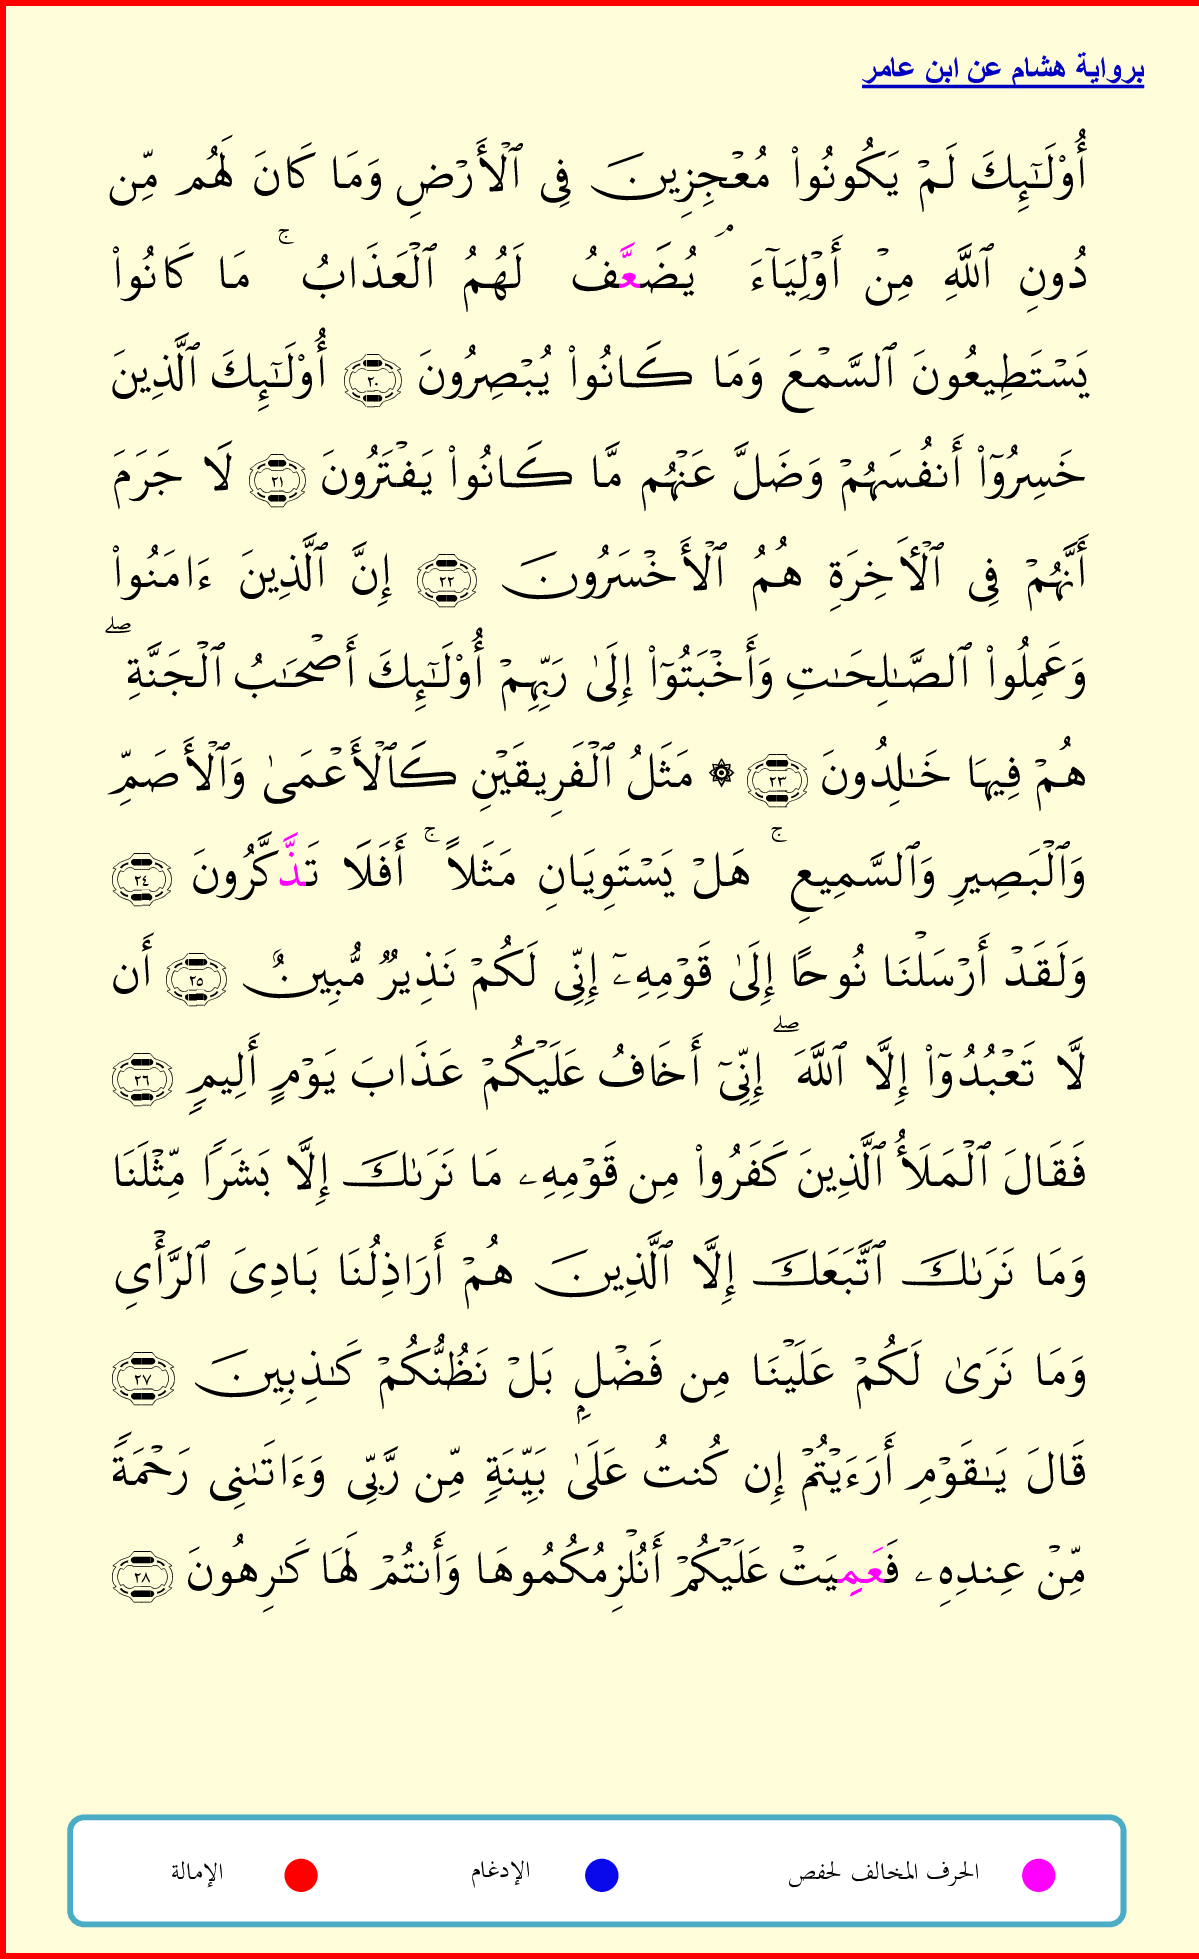 برواية هشام عن ابن عامر
أُوْلَـٰٓئِكَ لَمۡ يَكُونُواْ مُعۡجِزِينَ فِي ٱلۡأَرۡضِ وَمَا كَانَ لَهُم مِّن
دُونِ ٱللَّهِ مِنۡ أَوۡلِيَآءَۘ يُضَعَّفُ لَهُمُ ٱلۡعَذَابُۚ مَا كَانُواْ
يَسۡتَطِيعُونَ ٱلسَّمۡعَ وَمَا كَانُواْ يُبۡصِرُونَ ٢٠ أُوْلَـٰٓئِكَ ٱلَّذِينَ
خَسِرُوٓاْ أَنفُسَهُمۡ وَضَلَّ عَنۡهُم مَّا كَانُواْ يَفۡتَرُونَ ٢١ لَا جَرَمَ
أَنَّهُمۡ فِي ٱلۡأٓخِرَةِ هُمُ ٱلۡأَخۡسَرُونَ ٢٢ إِنَّ ٱلَّذِينَ ءَامَنُواْ
وَعَمِلُواْ ٱلصَّـٰلِحَـٰتِ وَأَخۡبَتُوٓاْ إِلَىٰ رَبِّهِمۡ أُوْلَـٰٓئِكَ أَصۡحَـٰبُ ٱلۡجَنَّةِۖ
هُمۡ فِيهَا خَـٰلِدُونَ ٢٣ ۞ مَثَلُ ٱلۡفَرِيقَيۡنِ كَٱلۡأَعۡمَىٰ وَٱلۡأَصَمِّ
وَٱلۡبَصِيرِ وَٱلسَّمِيعِۚ هَلۡ يَسۡتَوِيَانِ مَثَلًاۚ أَفَلَا تَذَّكَّرُونَ ٢٤
وَلَقَدۡ أَرۡسَلۡنَا نُوحًا إِلَىٰ قَوۡمِهِۦٓ إِنِّي لَكُمۡ نَذِيرٞ مُّبِينٌ ٢٥ أَن
لَّا تَعۡبُدُوٓاْ إِلَّا ٱللَّهَۖ إِنِّيٓ أَخَافُ عَلَيۡكُمۡ عَذَابَ يَوۡمٍ أَلِيمٖ ٢٦
فَقَالَ ٱلۡمَلَأُ ٱلَّذِينَ كَفَرُواْ مِن قَوۡمِهِۦ مَا نَرَىٰكَ إِلَّا بَشَرٗا مِّثۡلَنَا
وَمَا نَرَىٰكَ ٱتَّبَعَكَ إِلَّا ٱلَّذِينَ هُمۡ أَرَاذِلُنَا بَادِيَ ٱلرَّأۡيِ
وَمَا نَرَىٰ لَكُمۡ عَلَيۡنَا مِن فَضۡلِۭ بَلۡ نَظُنُّكُمۡ كَـٰذِبِينَ ٢٧
قَالَ يَـٰقَوۡمِ أَرَءَيۡتُمۡ إِن كُنتُ عَلَىٰ بَيِّنَةٖ مِّن رَّبِّي وَءَاتَىٰنِي رَحۡمَةٗ
مِّنۡ عِندِهِۦ فَعَمِيَتۡ عَلَيۡكُمۡ أَنُلۡزِمُكُمُوهَا وَأَنتُمۡ لَهَا كَـٰرِهُونَ ٢٨
الحرف المخالف لحفص الإدغام الإمالة